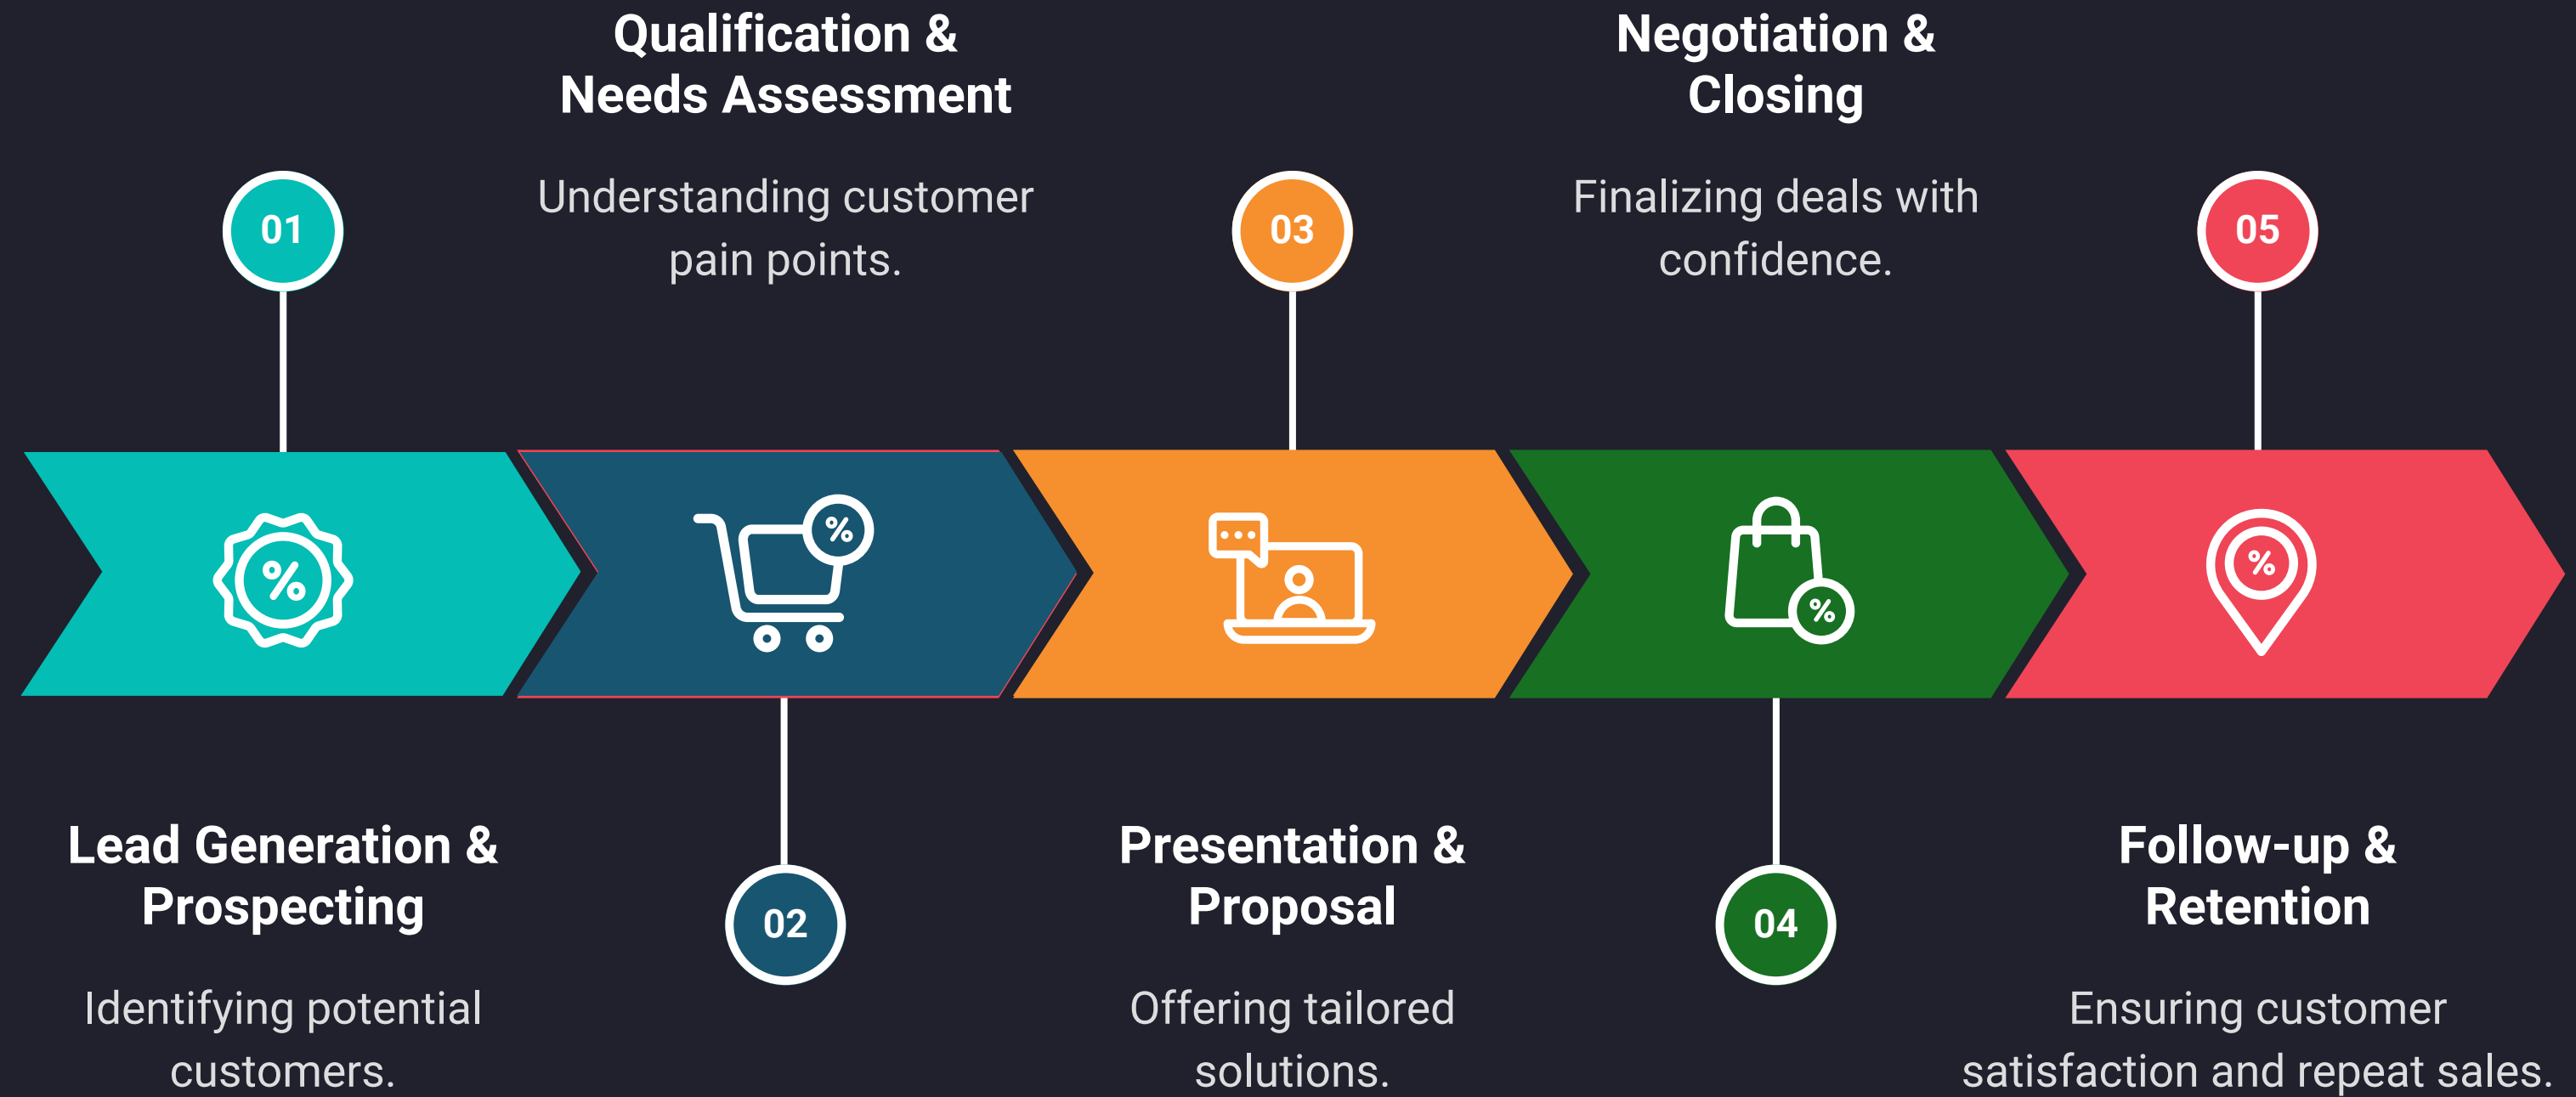 01
Lead Generation &
Prospecting
Identifying potential
customers.
%
Qualification &
Needs Assessment
Understanding customer
pain points.
%
02
03
Presentation &
Proposal
Offering tailored
solutions.
Negotiation &
Closing
Finalizing deals with
confidence.
%
04
05
%
Follow-up &
Retention
Ensuring customer
satisfaction and repeat sales.